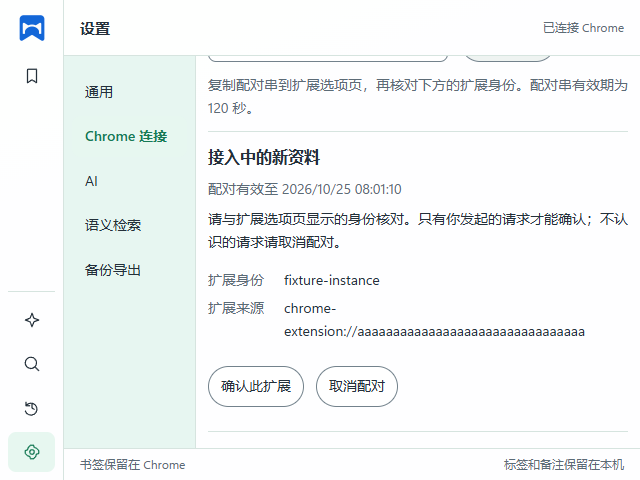 设置
已连接 Chrome
通用
Chrome 连接
AI
语义检索
备份导出
复制配对串到扩展选项页，再核对下方的扩展身份。配对串有效期为
120 秒。
接入中的新资料
配对有效至 2026/10/25 08:01:10
请与扩展选项页显示的身份核对。只有你发起的请求才能确认；不认
识的请求请取消配对。
扩展身份 fixture-instance
扩展来源 chrome-
extension://aaaaaaaaaaaaaaaaaaaaaaaaaaaaaaaa
确认此扩展 取消配对
书签保留在 Chrome
标签和备注保留在本机